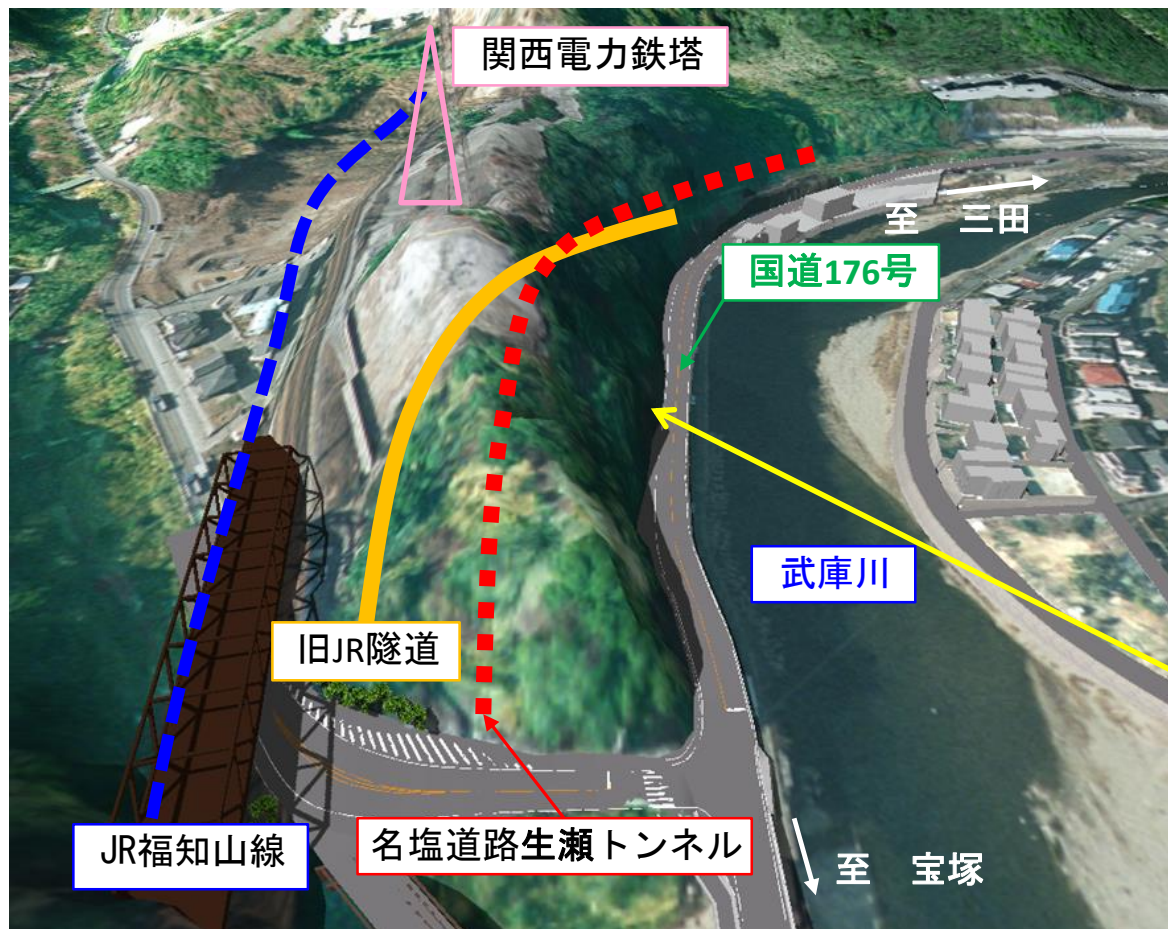 関西電力鉄塔
至　三田
国道176号
武庫川
旧JR隧道
JR福知山線
名塩道路生瀬トンネル
至　宝塚